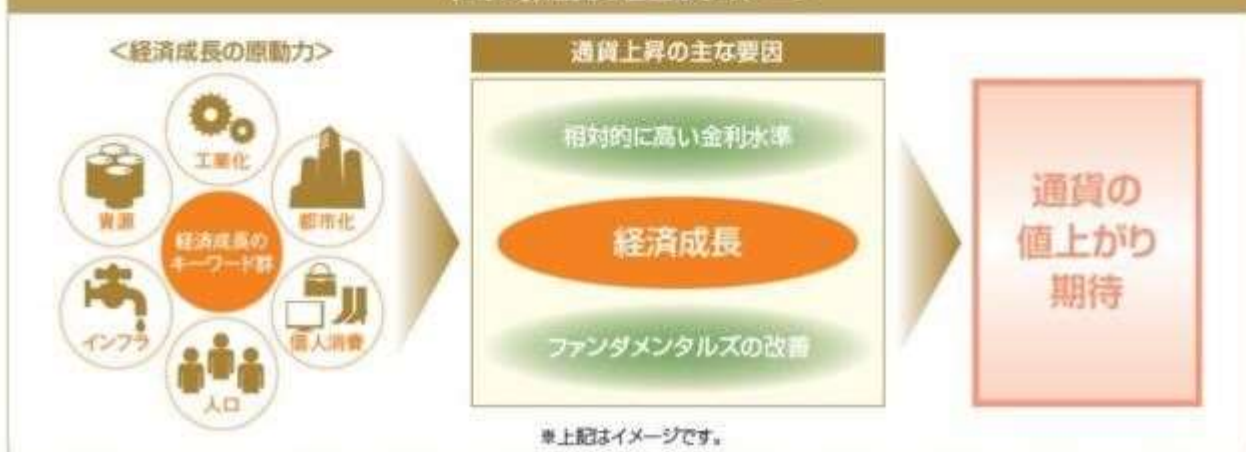 <経済成長の原動力>
工業化
都市化
個人消費
人口
インフラ
資源
経済成長の
キーワード群
通貨上昇の主な要因
相対的に高い金利水準
経済成長
ファンダメンタルズの改善
通貨の
値上がり
期待
※上記はイメージです。